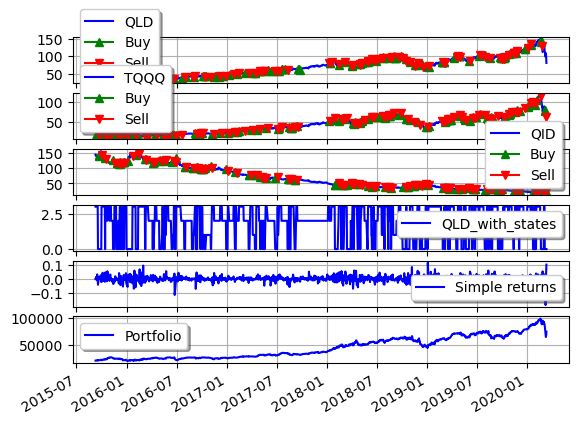 QLD
Buy
Sell
150
100
50
TQQQ
Buy
Sell
100
50
QID
Buy
Sell
150
100
50
QLD_with_states
2.5
0.0
Simple returns
0.1
0.0
−0.1
Portfolio
100000
50000
2015-07
2016-01
2016-07
2017-01
2017-07
2018-01
2018-07
2019-01
2019-07
2020-01